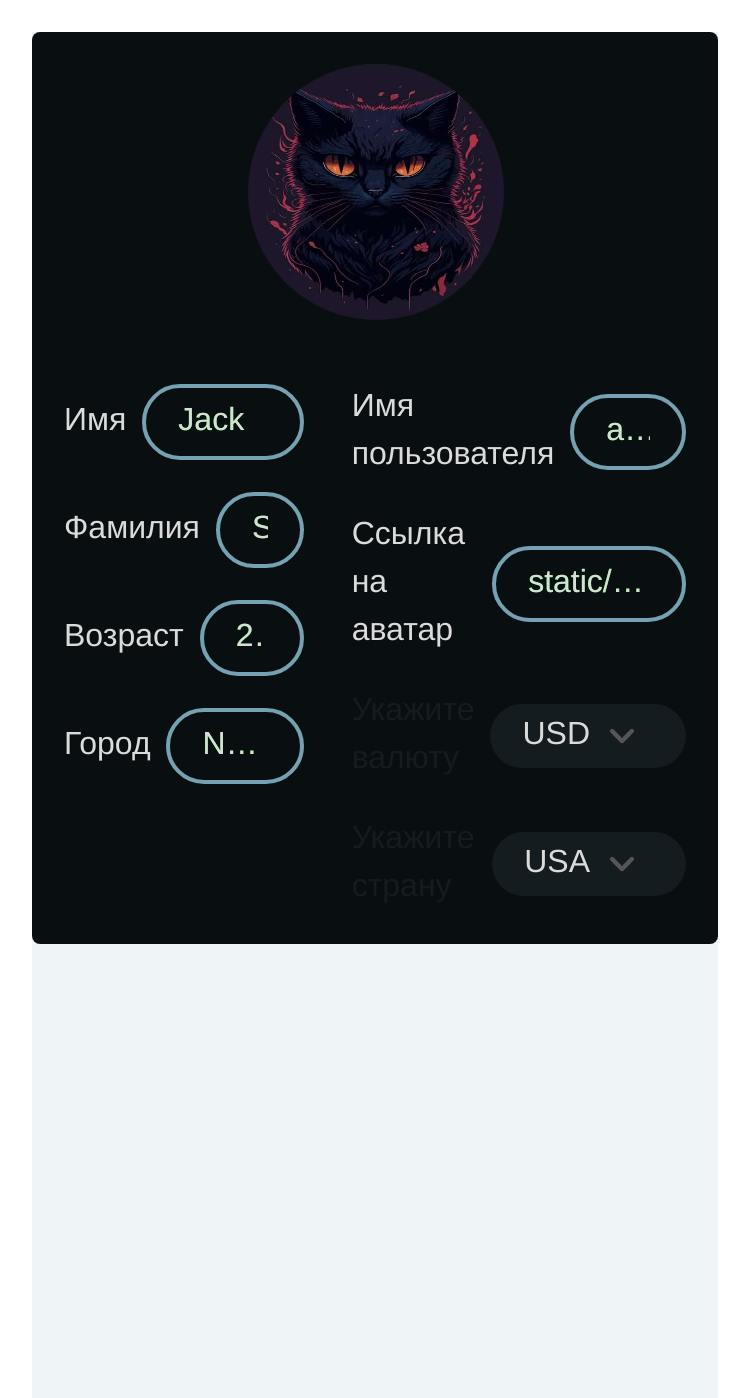 Имя
Jack
Фамилия
S
Возраст
2.
Город
N...
Имя
пользователя
a...
Ссылка
на
аватар
static/...
Укажите
валюту
USD
Укажите
страну
USA